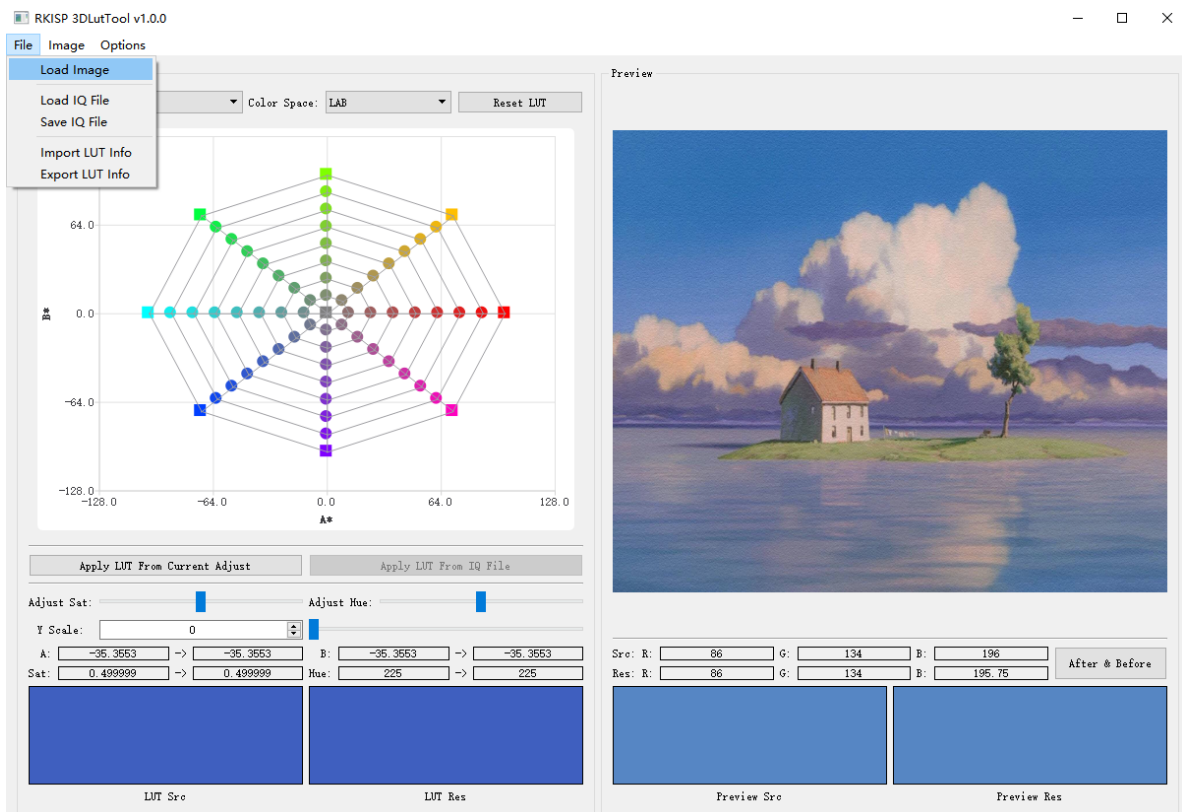 RKISP 3DLutTool v1.0.0
File Image Options
Load Image
Load IQ File
Save IQ File
Import LUT Info
Export LUT Info
Color Space: LAB Reset LUT
Preview
64.0
0.0
-64.0
-128.0
B*
-128.0 -64.0 0.0 64.0 128.0
A*
Apply LUT From Current Adjust Apply LUT From IQ File
Adjust Sat: Adjust Hue:
Y Scale: 0
A: -35.3553 -> -35.3553 B: -35.3553 -> -35.3553
Sat: 0.499999 -> 0.499999 Hue: 225 -> 225
LUT Src LUT Res
Src: R: 86 G: 134 B: 196
Res: R: 86 G: 134 B: 195.75
After & Before
Preview Src Preview Res